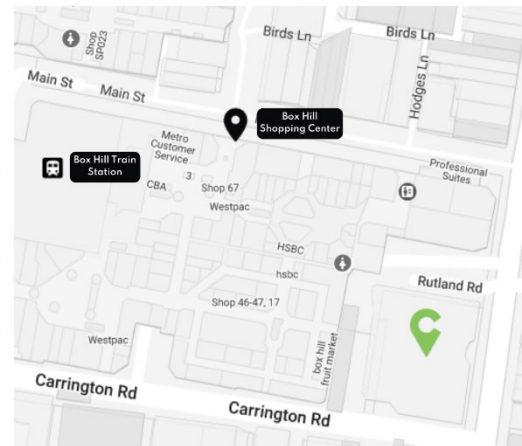 Birds Ln
Birds Ln
Shop
SP023
Hodges Ln
Main St
Main St
Box Hill
Shopping Center
Metro
Customer
Service
Professional
Suites
Box Hill Train
Station
3
CBA
Shop 67
Westpac
HSBC
hsbc
Rutland Rd
Shop 46-47, 17
box hill
fruit market
Westpac
Carrington Rd
Carrington Rd